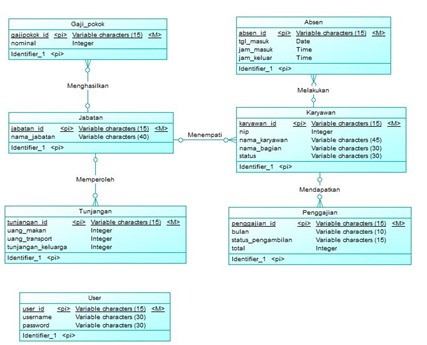 Gaji_pokok
gajipokok_id <pi> Variable characters (15) <M>
nominal Integer
Identifier_1 <pi>
Absen
absen_id <pi> Variable characters (15) <M>
tgl_masuk Date
jam_masuk Time
jam_keluar Time
Identifier_1 <pi>
Menghasilkan
Melakukan
Jabatan
jabatan_id <pi> Variable characters (15) <M>
nama_jabatan Variable characters (40)
Identifier_1 <pi>
Menempati
Karyawan
karyawan_id <pi> Variable characters (15) <M>
nip Integer
nama_karyawan Variable characters (45)
nama_bagian Variable characters (30)
status Variable characters (30)
Identifier_1 <pi>
Memperoleh
Mendapatkan
Tunjangan
tunjangan_id <pi> Variable characters (15) <M>
uang_makan Integer
uang_transport Integer
tunjangan_keluarga Integer
Identifier_1 <pi>
Penggajian
penggajian_id <pi> Variable characters (15) <M>
bulan Variable characters (10)
status_pengambilan Variable characters (15)
total Integer
Identifier_1 <pi>
User
user_id <pi> Variable characters (15) <M>
username Variable characters (30)
password Variable characters (30)
Identifier_1 <pi>